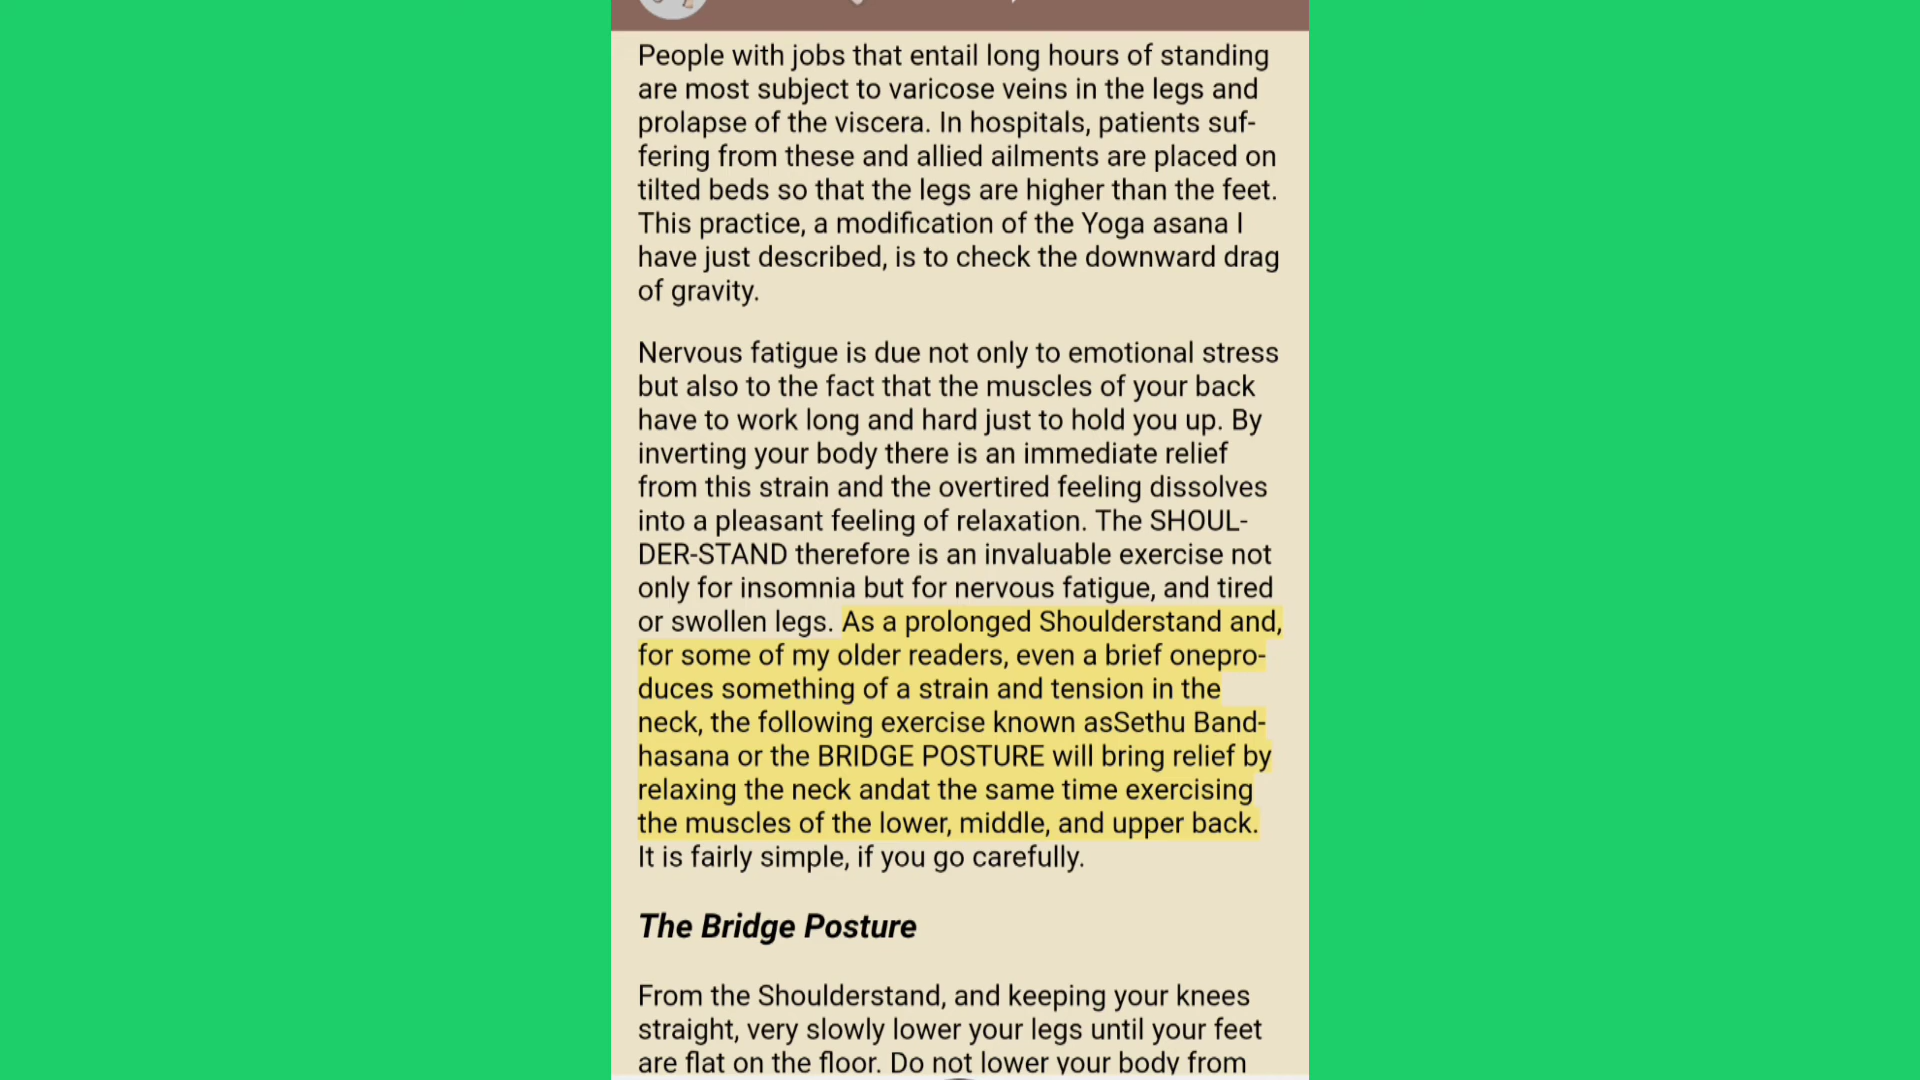 People with jobs that entail long hours of standing
are most subject to varicose veins in the legs and
prolapse of the viscera. In hospitals, patients suf-
fering from these and allied ailments are placed on
tilted beds so that the legs are higher than the feet.
This practice, a modification of the Yoga asana I
have just described, is to check the downward drag
of gravity.
Nervous fatigue is due not only to emotional stress
but also to the fact that the muscles of your back
have to work long and hard just to hold you up. By
inverting your body there is an immediate relief
from this strain and the overtired feeling dissolves
into a pleasant feeling of relaxation. The SHOUL-
DER-STAND therefore is an invaluable exercise not
only for insomnia but for nervous fatigue, and tired
or swollen legs. As a prolonged Shoulderstand and,
for some of my older readers, even a brief onepro-
duces something of a strain and tension in the
neck, the following exercise known asSethu Band-
hasana or the BRIDGE POSTURE will bring relief by
relaxing the neck andat the same time exercising
the muscles of the lower, middle, and upper back.
It is fairly simple, if you go carefully.
The Bridge Posture
From the Shoulderstand, and keeping your knees
straight, very slowly lower your legs until your feet
are flat on the floor. Do not lower your body from